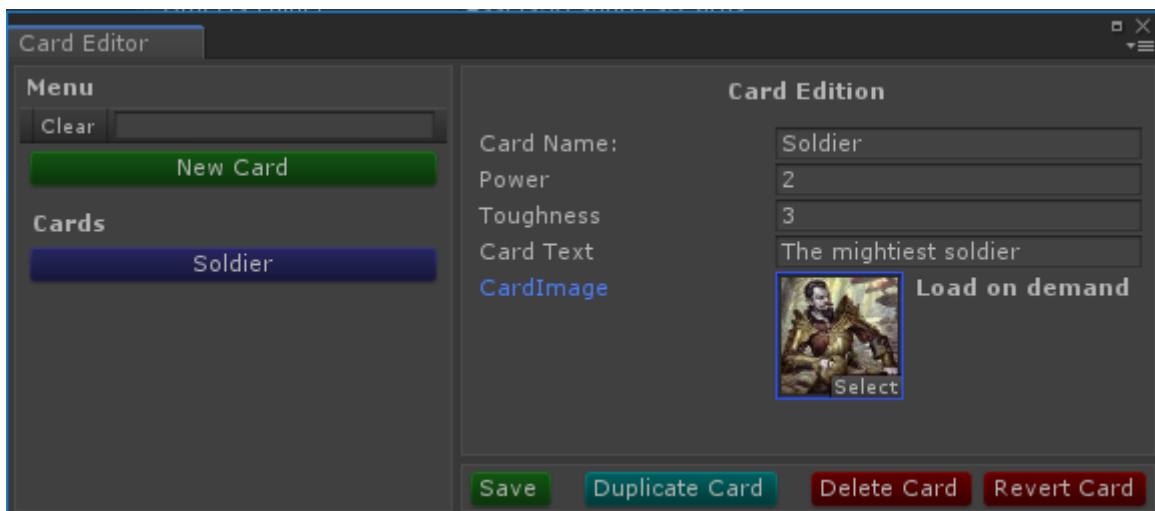 Card Editor
Menu
Clear
New Card
Cards
Soldier
Card Edition
Card Name: Soldier
Power 2
Toughness 3
Card Text The mightiest soldier
CardImage Load on demand
Select
Save Duplicate Card Delete Card Revert Card